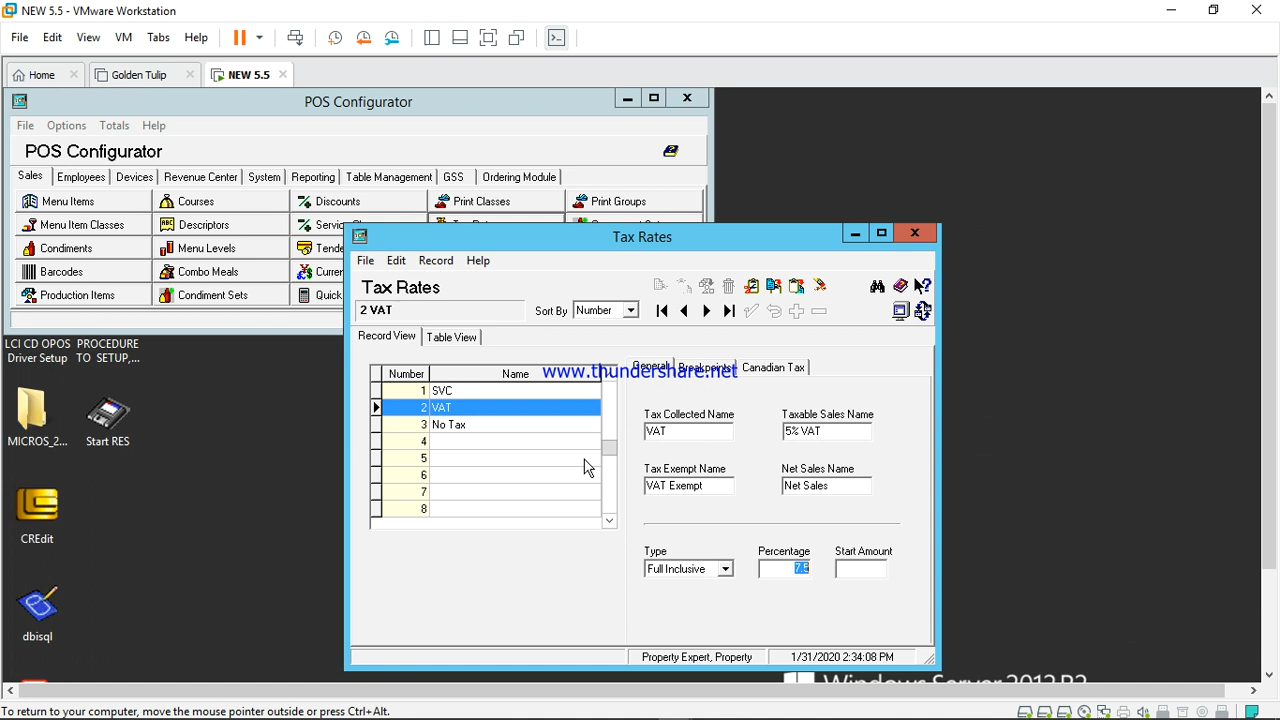 NEW 5.5 - VMware Workstation
File Edit View VM Tabs Help
Home Golden Tulip NEW 5.5
POS Configurator
File Options Totals Help
POS Configurator
Sales Employees Devices Revenue Center System Reporting Table Management GSS Ordering Module
Menu Items Courses Discounts Print Classes Print Groups
Menu Item Classes Descriptors
Condiments Menu Levels
Barcodes Combo Meals
Production Items Condiment Sets
Tax Rates
File Edit Record Help
Tax Rates
2 VAT Sort By Number
Record View Table View
Number Name
1 SVC
2 VAT
3 No Tax
4
5
6
7
8
www.thundershare.net
General Breakpoints Canadian Tax
Tax Collected Name Taxable Sales Name
VAT 5% VAT
Tax Exempt Name Net Sales Name
VAT Exempt Net Sales
Type Percentage Start Amount
Full Inclusive 7.5
Property Expert, Property 1/31/2020 2:34:08 PM
LCI CD OPOS PROCEDURE
Driver Setup TO SETUP,...
MICROS_2... Start RES
CREdit
dbisql
Windows Server 2012 R2
To return to your computer, move the mouse pointer outside or press Ctrl+Alt.